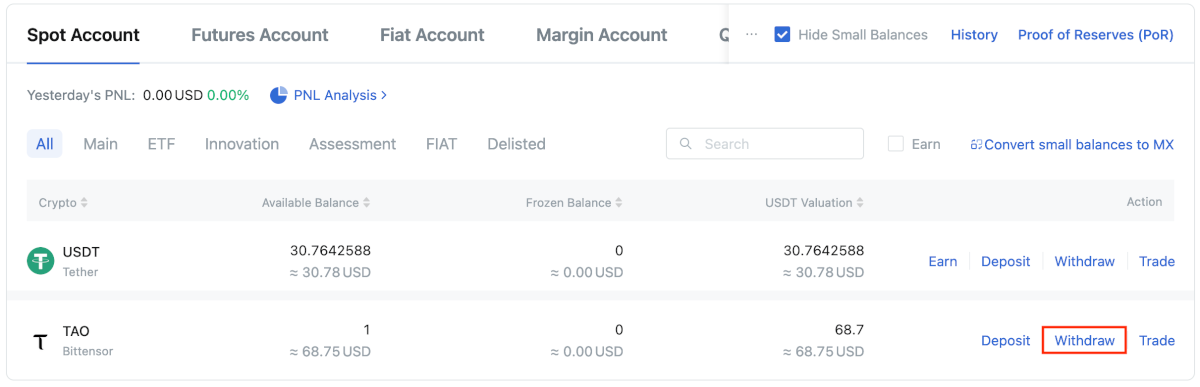 Spot Account Futures Account Fiat Account Margin Account ... Hide Small Balances History Proof of Reserves (PoR)
Yesterday's PNL: 0.00 USD 0.00% PNL Analysis >
All Main ETF Innovation Assessment FIAT Delisted Search Earn Convert small balances to MX
Crypto Available Balance Frozen Balance USDT Valuation Action
USDT 30.7642588 0 30.7642588
Tether ≈ 30.78 USD ≈ 0.00 USD ≈ 30.78 USD Earn Deposit Withdraw Trade
TAO 1 0 68.7
Bittensor ≈ 68.75 USD ≈ 0.00 USD ≈ 68.75 USD Deposit Withdraw Trade